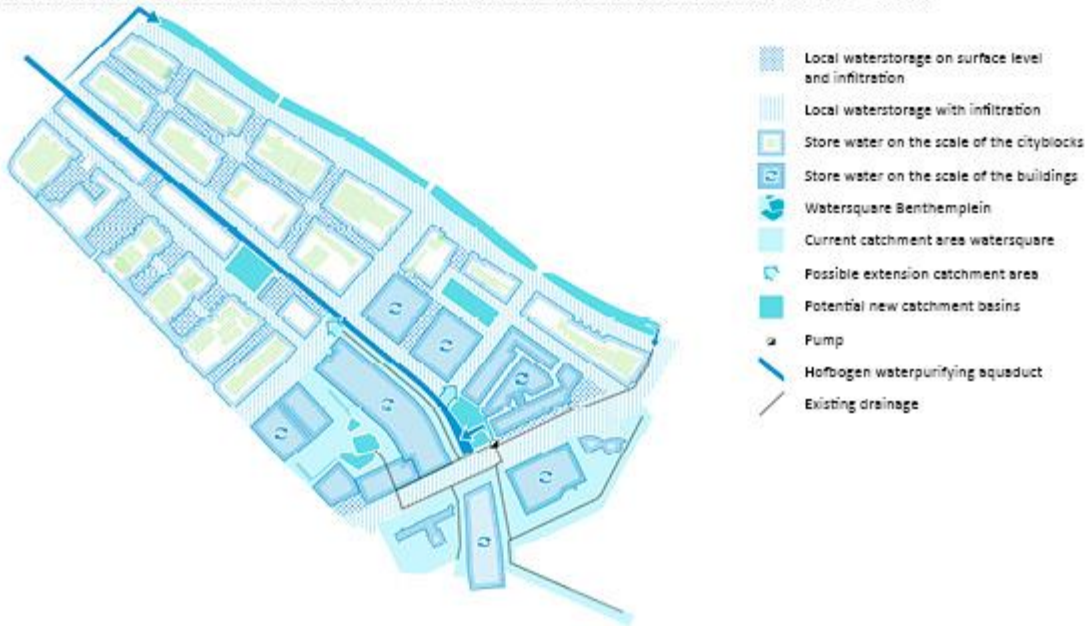 Local waterstorage on surface level
and infiltration
Local waterstorage with infiltration
Store water on the scale of the cityblocks
Store water on the scale of the buildings
Watersquare Benthemplein
Current catchment area watersquare
Possible extension catchment area
Potential new catchment basins
Pump
Hofbogen waterpurifying aquaduct
Existing drainage